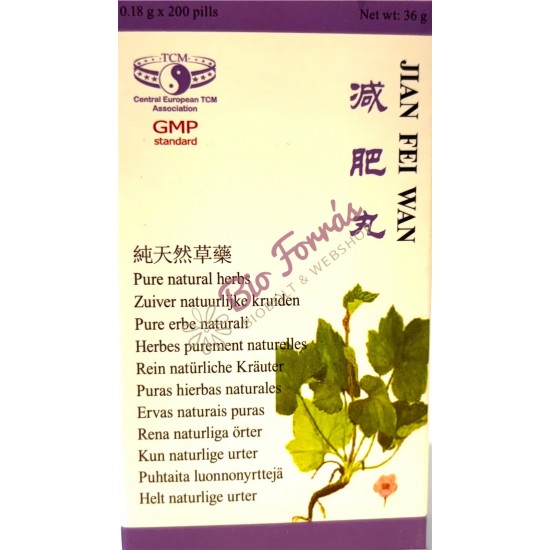 0.18 g x 200 pills
Net wt: 36 g
TCM
Central European TCM
Association
GMP
standard
減肥丸
JIAN FEI WAN
純天然草藥
Pure natural herbs
Zuiver natuurlijke kruiden
Pure erbe naturali
Herbes purement naturelles
Rein natürliche Kräuter
Puras hierbas naturales
Ervas naturais puras
Rena naturliga örter
Kun naturlige urter
Puhtaita luonnonyrttejä
Helt naturlige urter
Bio Forrás
BIOBOLT & WEBSHOP